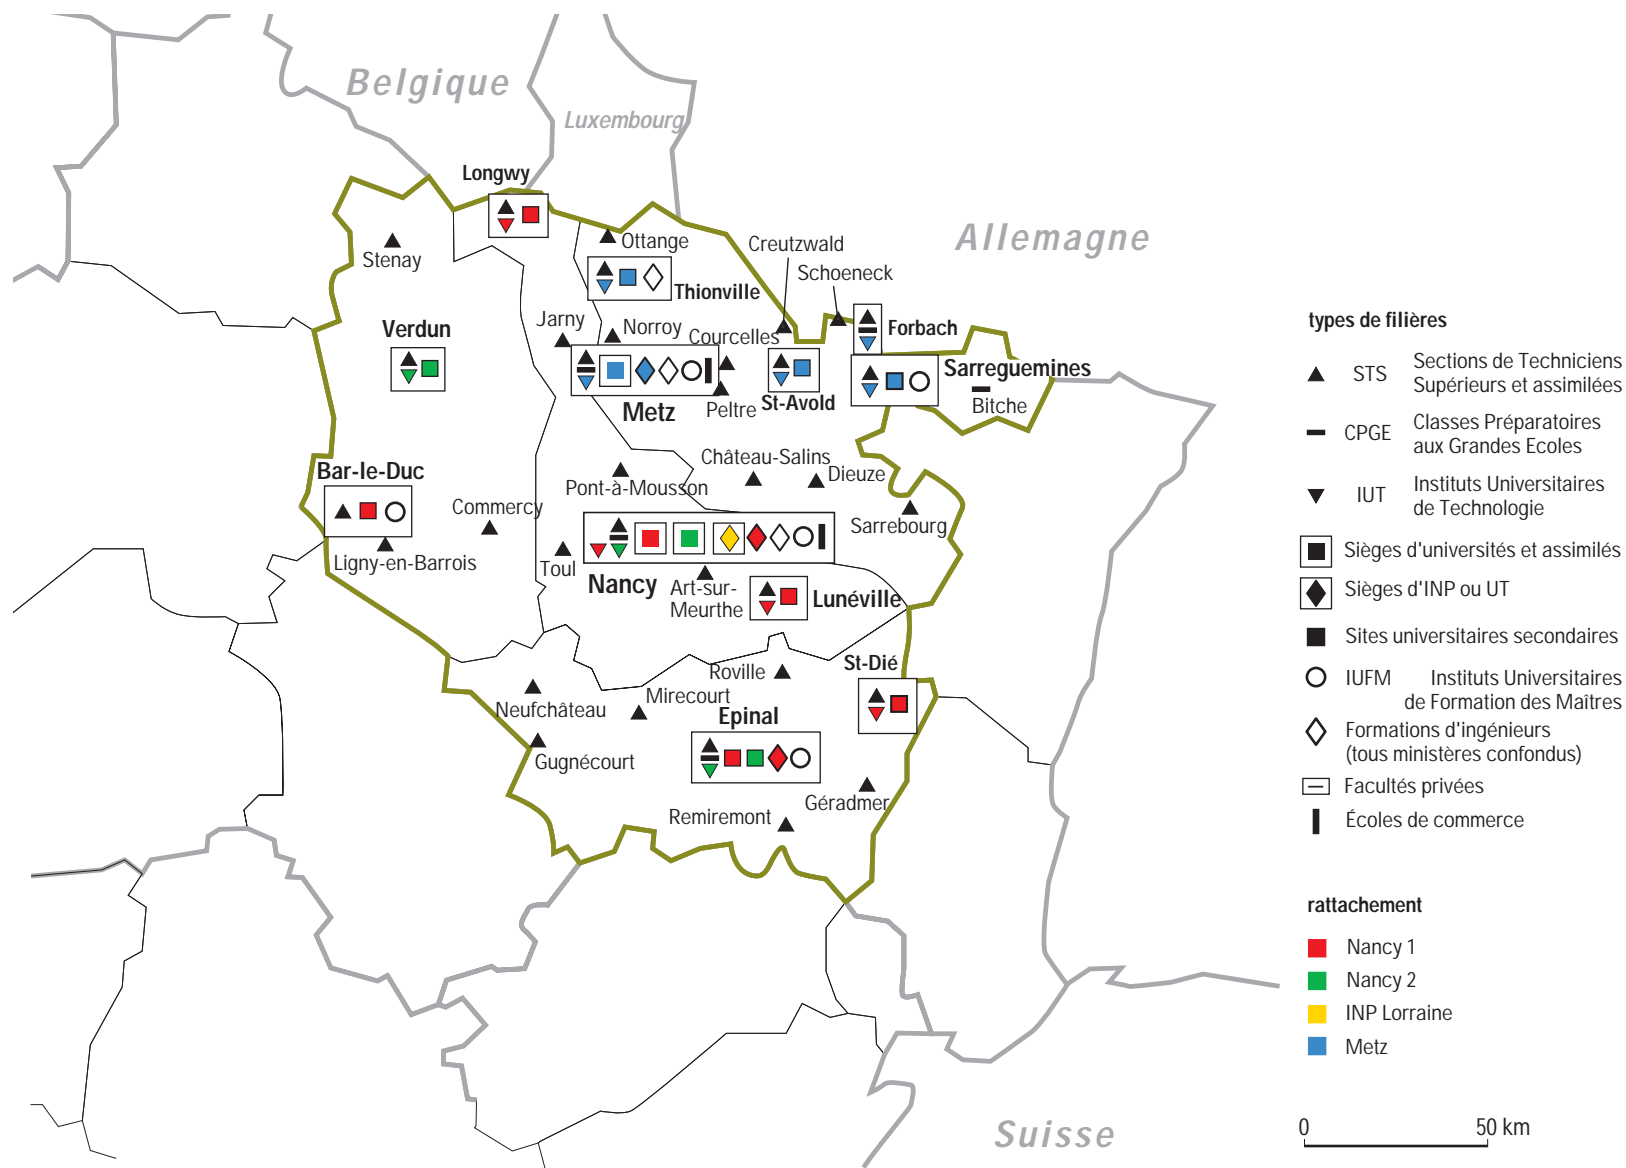 Belgique
Luxembourg
Longwy
Allemagne
Ottange
Creutzwald
Stenay
Schoeneck
Thionville
Jarny
Norroy
Verdun
Courcelles
Forbach
Sarreguemines
Metz
Peltre
St-Avold
Bitche
Château-Salins
Bar-le-Duc
Pont-à-Mousson
Dieuze
Commercy
Sarrebourg
Ligny-en-Barrois
Toul
Nancy
Art-sur-
Meurthe
Lunéville
Roville
St-Dié
Mirecourt
Neufchâteau
Epinal
Gugnécourt
Géradmer
Remiremont
Suisse
types de filières
STS Sections de Techniciens
Supérieurs et assimilées
CPGE Classes Préparatoires
aux Grandes Ecoles
IUT Instituts Universitaires
de Technologie
Sièges d'universités et assimilés
Sièges d'INP ou UT
Sites universitaires secondaires
IUFM Instituts Universitaires
de Formation des Maîtres
Formations d'ingénieurs
(tous ministères confondus)
Facultés privées
Écoles de commerce
rattachement
Nancy 1
Nancy 2
INP Lorraine
Metz
0 50 km